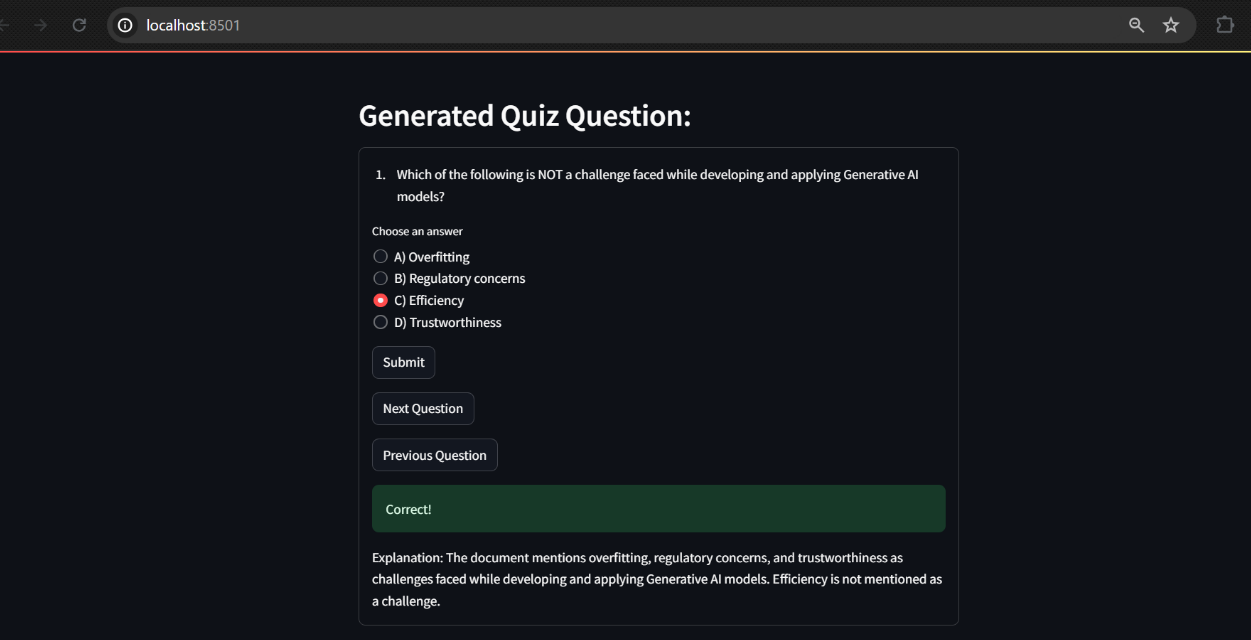 localhost:8501
Generated Quiz Question:
1. Which of the following is NOT a challenge faced while developing and applying Generative AI
models?
Choose an answer
A) Overfitting
B) Regulatory concerns
C) Efficiency
D) Trustworthiness
Submit
Next Question
Previous Question
Correct!
Explanation: The document mentions overfitting, regulatory concerns, and trustworthiness as
challenges faced while developing and applying Generative AI models. Efficiency is not mentioned as
a challenge.